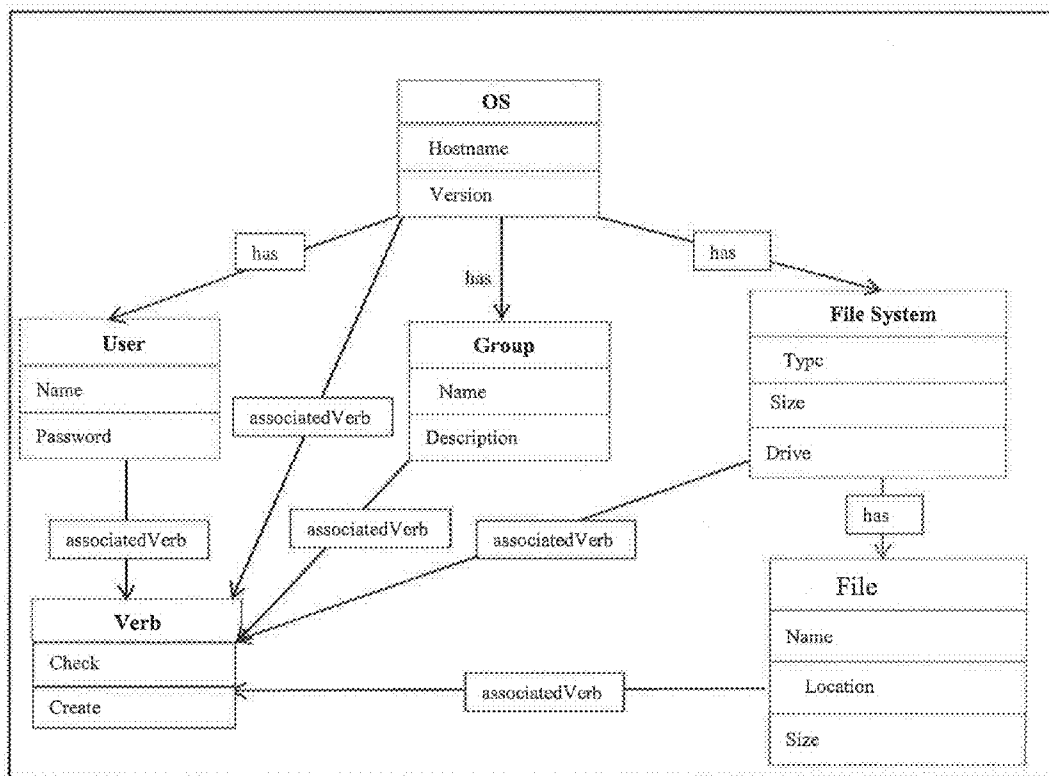 OS
Hostname
Version
has
has
has
User
Name
Password
Group
Name
Description
File System
Type
Size
Drive
associatedVerb
associatedVerb
associatedVerb
associatedVerb
has
Verb
Check
Create
File
Name
Location
Size
associatedVerb